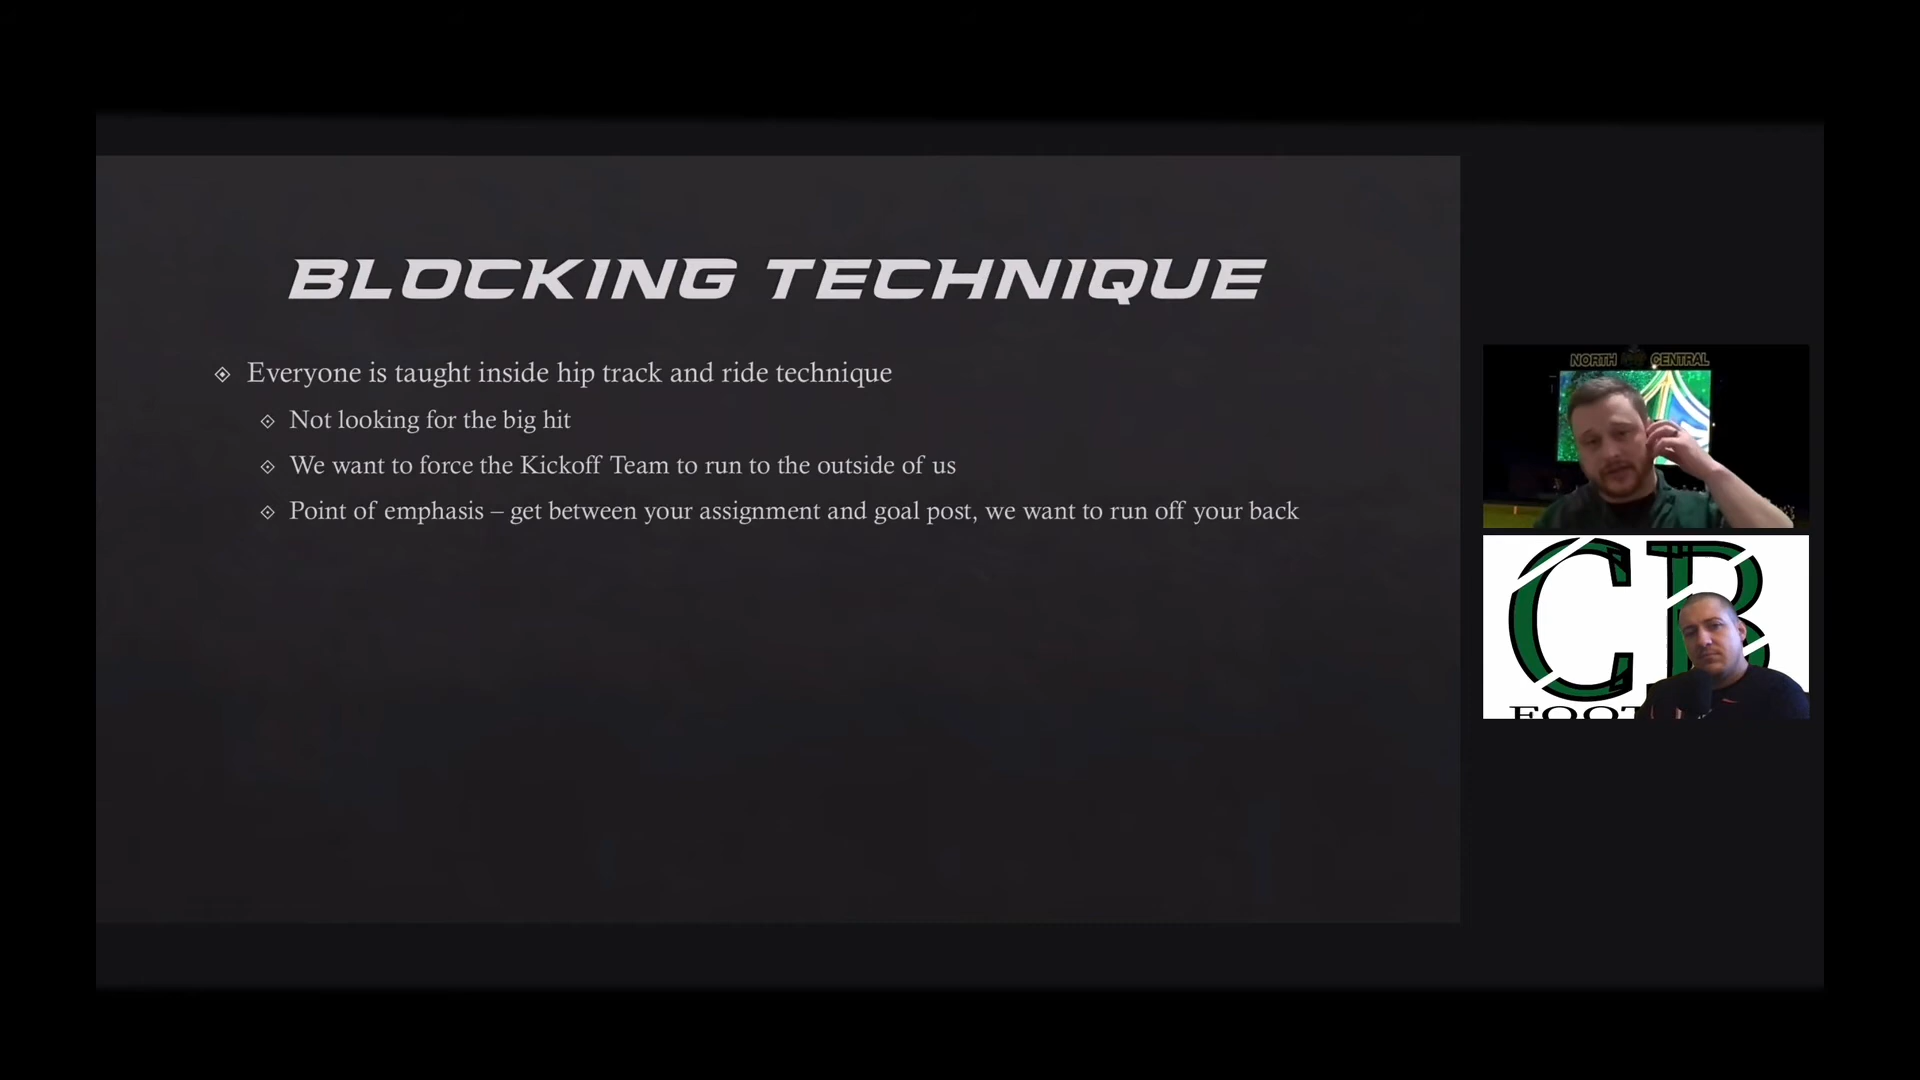 BLOCKING TECHNIQUE
Everyone is taught inside hip track and ride technique
Not looking for the big hit
We want to force the Kickoff Team to run to the outside of us
Point of emphasis – get between your assignment and goal post, we want to run off your back
NORTH CENTRAL
CB
FOOT